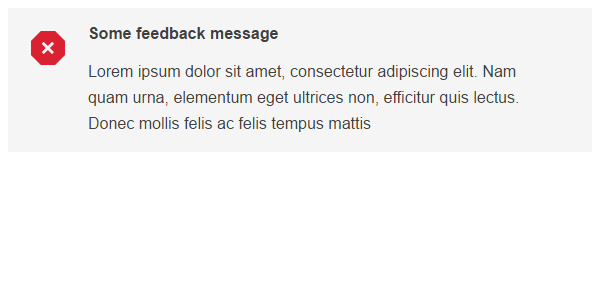 Some feedback message
Lorem ipsum dolor sit amet, consectetur adipiscing elit. Nam
quam urna, elementum eget ultrices non, efficitur quis lectus.
Donec mollis felis ac felis tempus mattis